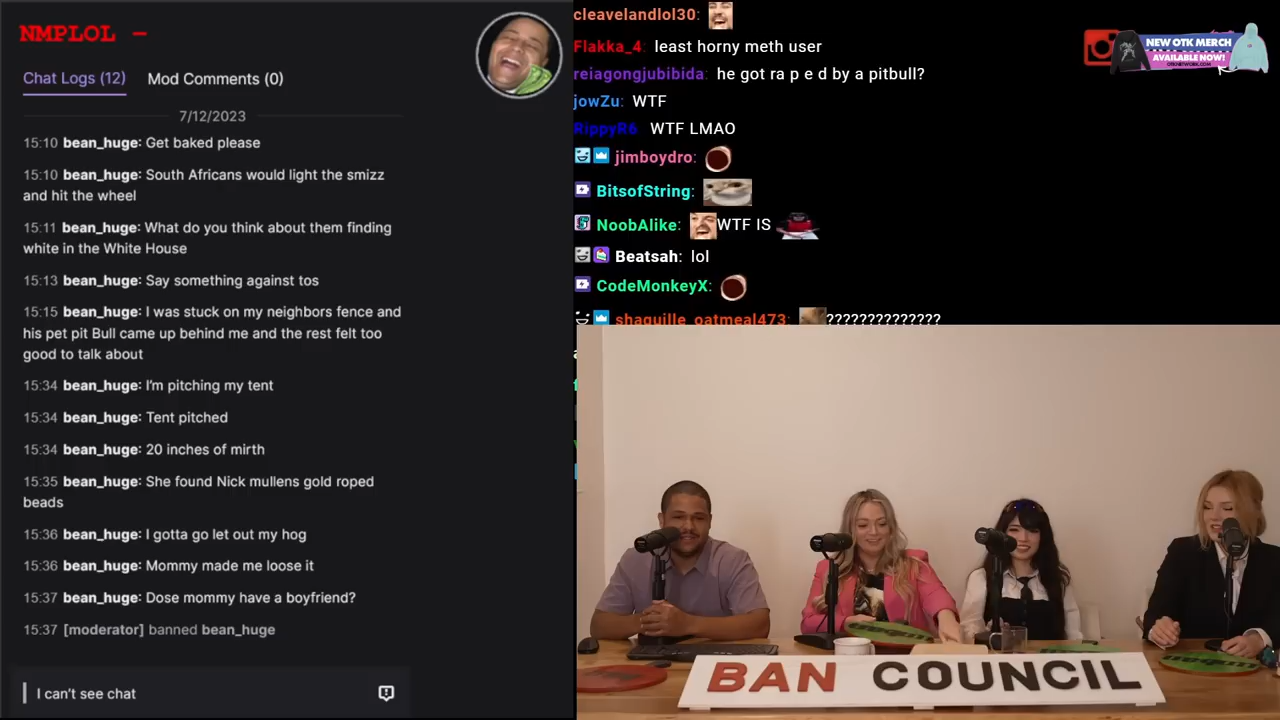 NMPLOL -
Chat Logs (12) Mod Comments (0)
7/12/2023
15:10 bean_huge: Get baked please
15:10 bean_huge: South Africans would light the smizz
and hit the wheel
15:11 bean_huge: What do you think about them finding
white in the White House
15:13 bean_huge: Say something against tos
15:15 bean_huge: I was stuck on my neighbors fence and
his pet pit Bull came up behind me and the rest felt too
good to talk about
15:34 bean_huge: I'm pitching my tent
15:34 bean_huge: Tent pitched
15:34 bean_huge: 20 inches of mirth
15:35 bean_huge: She found Nick mullens gold roped
beads
15:36 bean_huge: I gotta go let out my hog
15:36 bean_huge: Mommy made me loose it
15:37 bean_huge: Dose mommy have a boyfriend?
15:37 [moderator] banned bean_huge
I can't see chat
cleavelandlol30:
Flakka_4: least horny meth user
reiagongjubibida: he got ra p e d by a pitbull?
jowZu: WTF
RippyR6 WTF LMAO
jimboydro:
BitsofString:
NoobAlike: WTF IS
Beatsah: lol
CodeMonkeyX:
shaquille_oatmeal473: ??????????????
NEW OTK MERCH
AVAILABLE NOW!
OTKNETWORK.COM
BAN COUNCIL